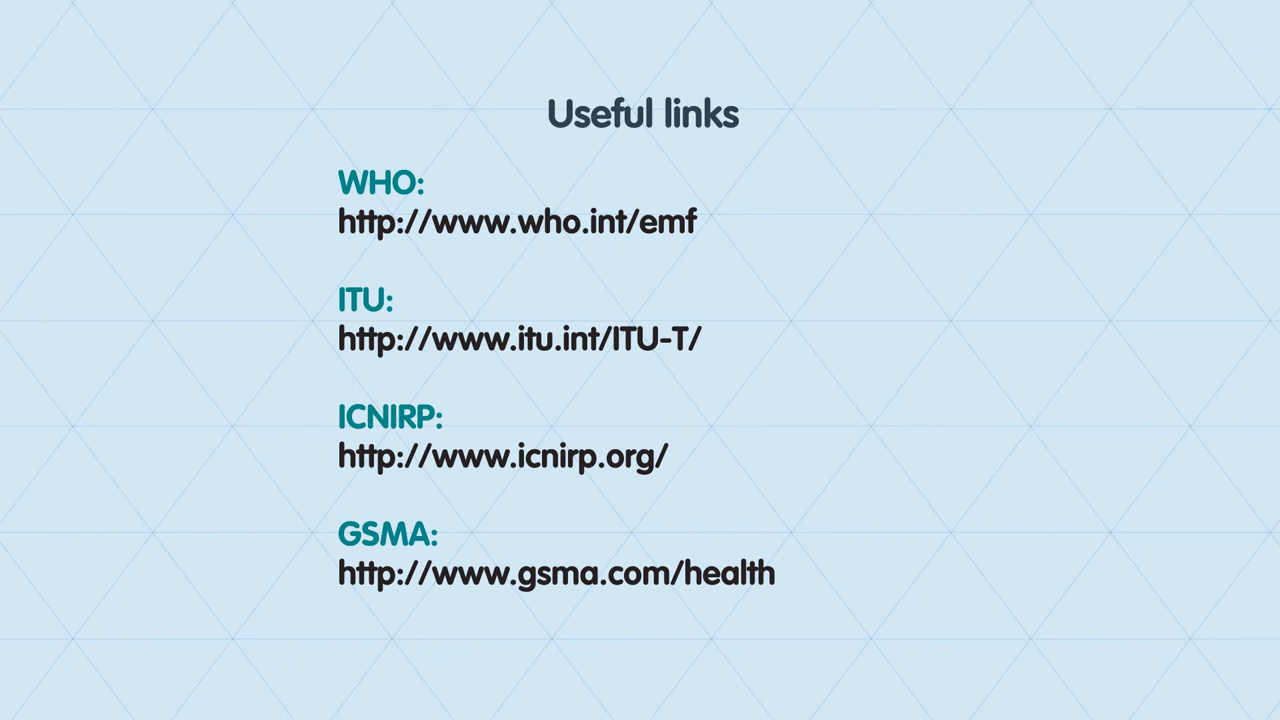 Useful links
WHO:
http://www.who.int/emf
ITU:
http://www.itu.int/ITU-T/
ICNIRP:
http://www.icnirp.org/
GSMA:
http://www.gsma.com/health